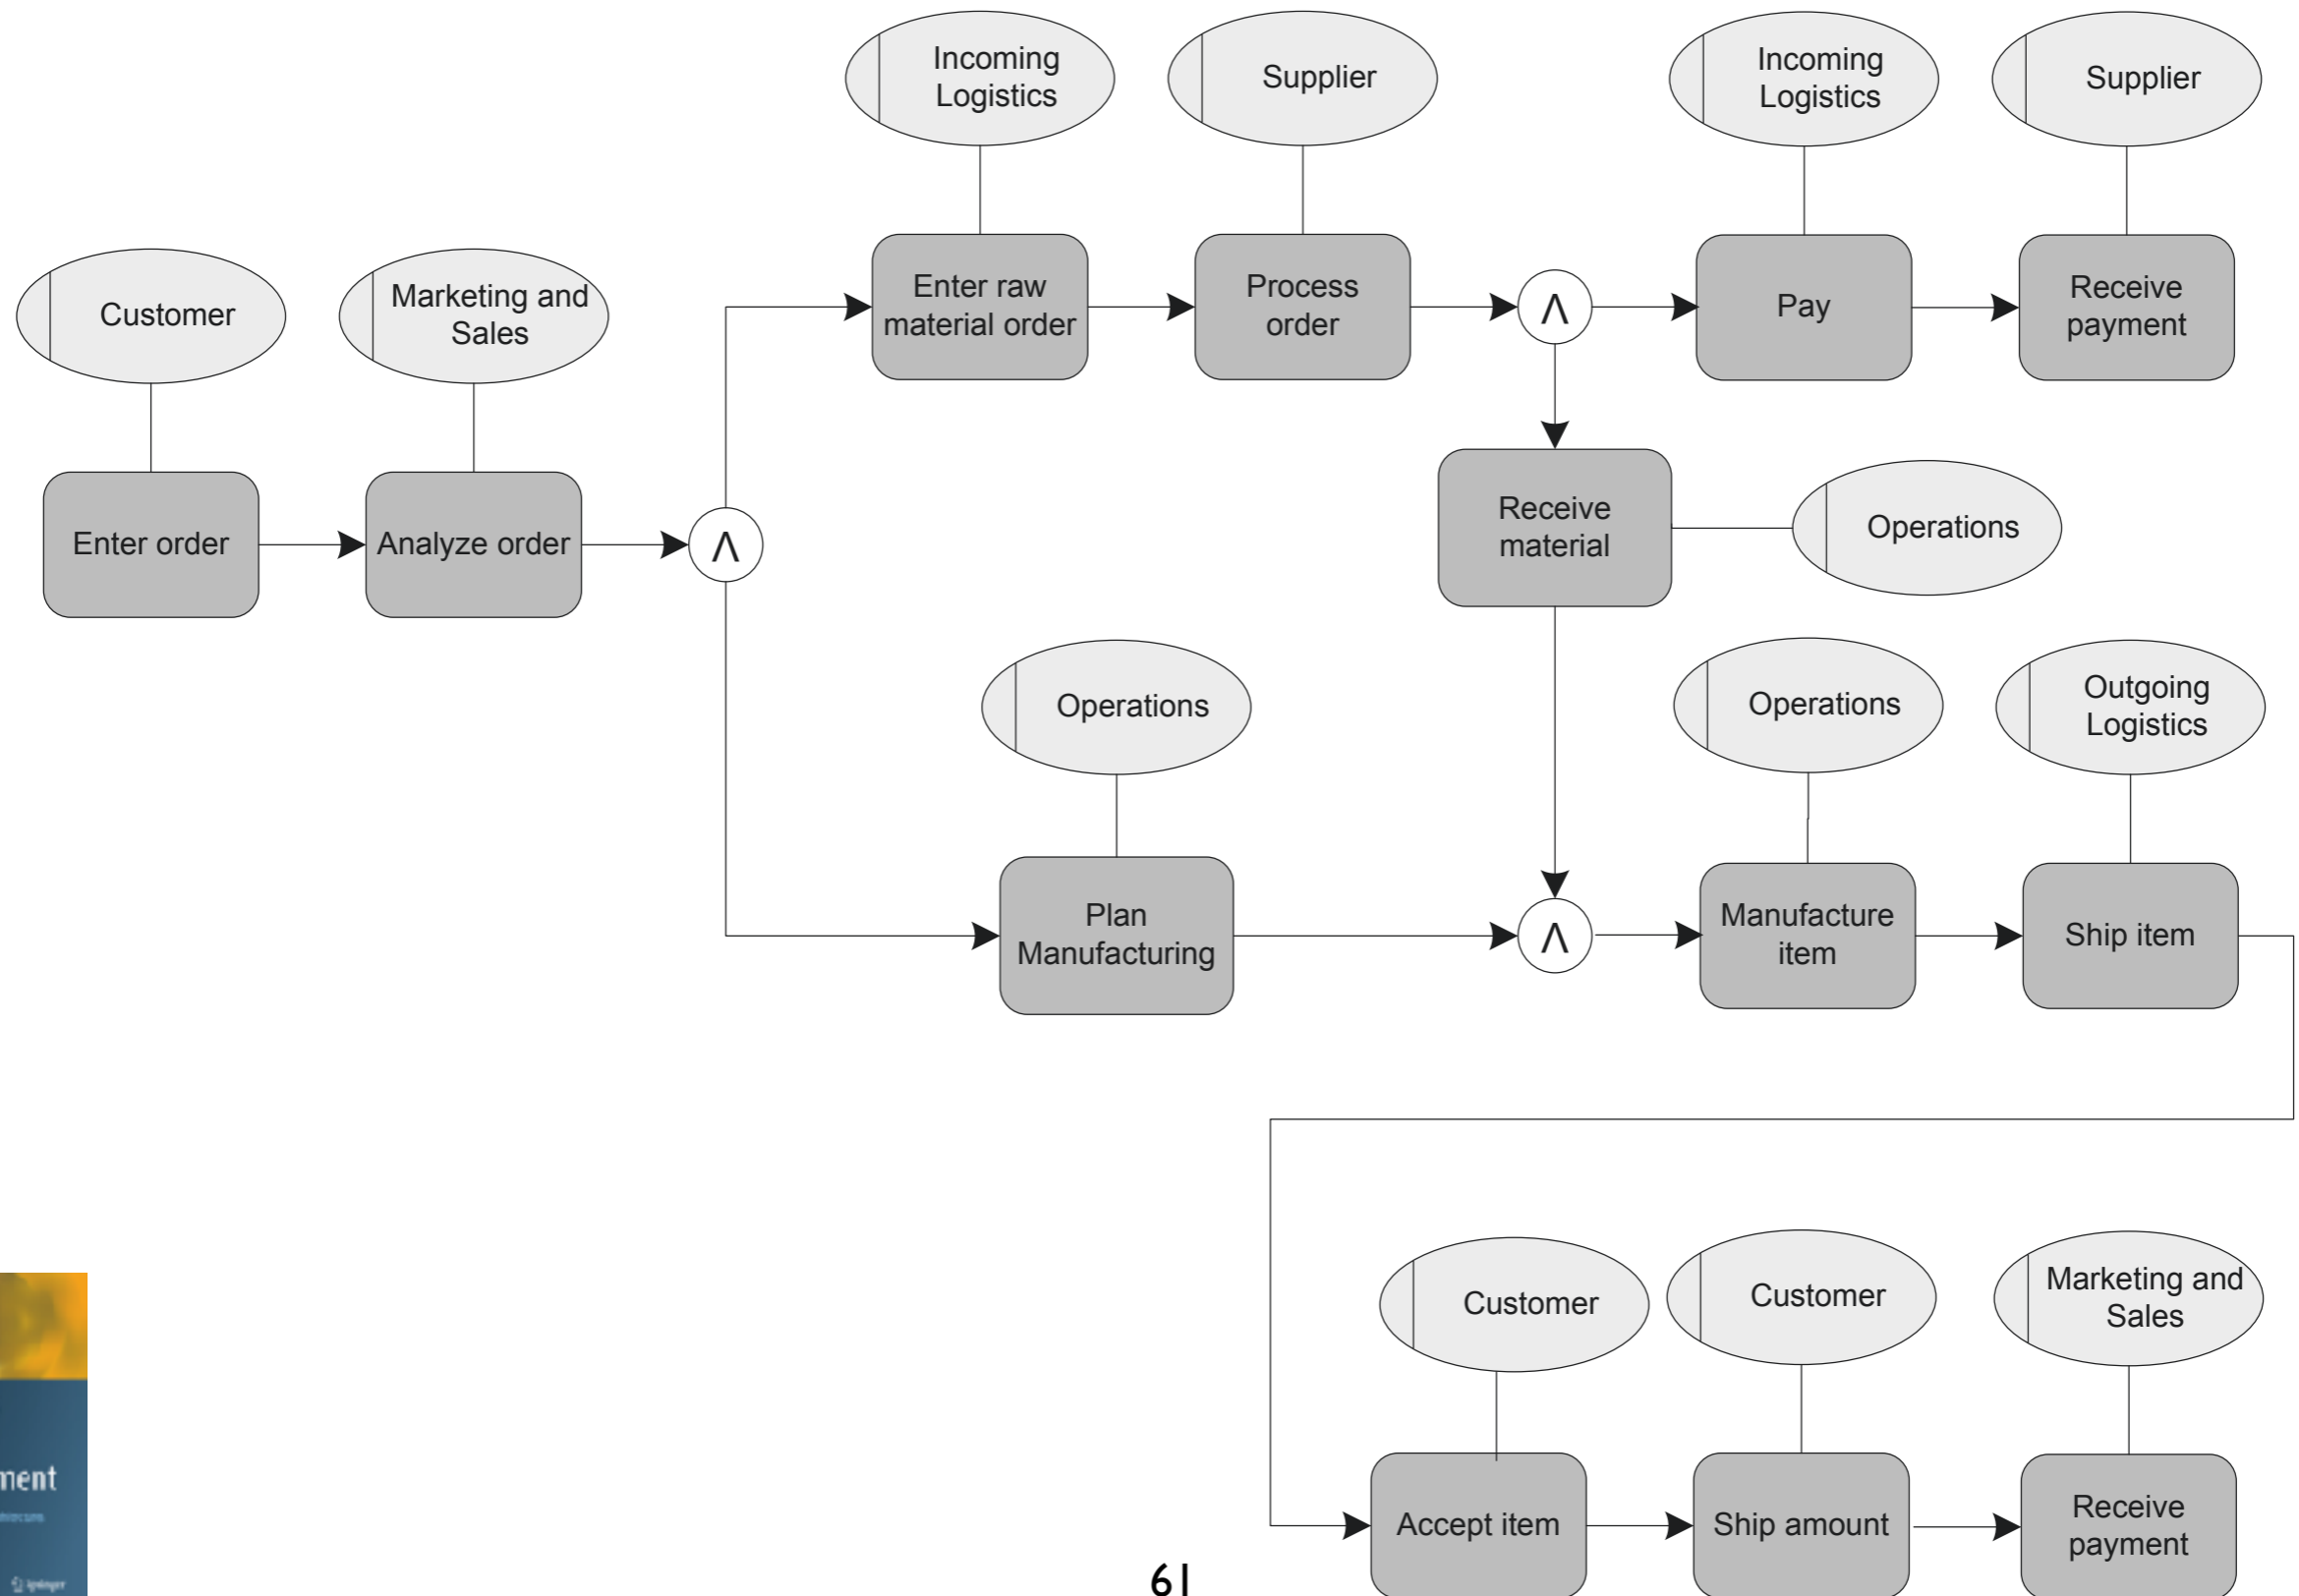 Incoming
Logistics
Supplier
Incoming
Logistics
Supplier
Customer
Marketing and
Sales
Enter raw
material order
Process
order
Pay
Receive
payment
Enter order
Analyze order
Λ
Λ
Receive
material
Operations
Operations
Operations
Outgoing
Logistics
Plan
Manufacturing
Λ
Manufacture
item
Ship item
Customer
Customer
Marketing and
Sales
Accept item
Ship amount
Receive
payment
ment
Springer
61